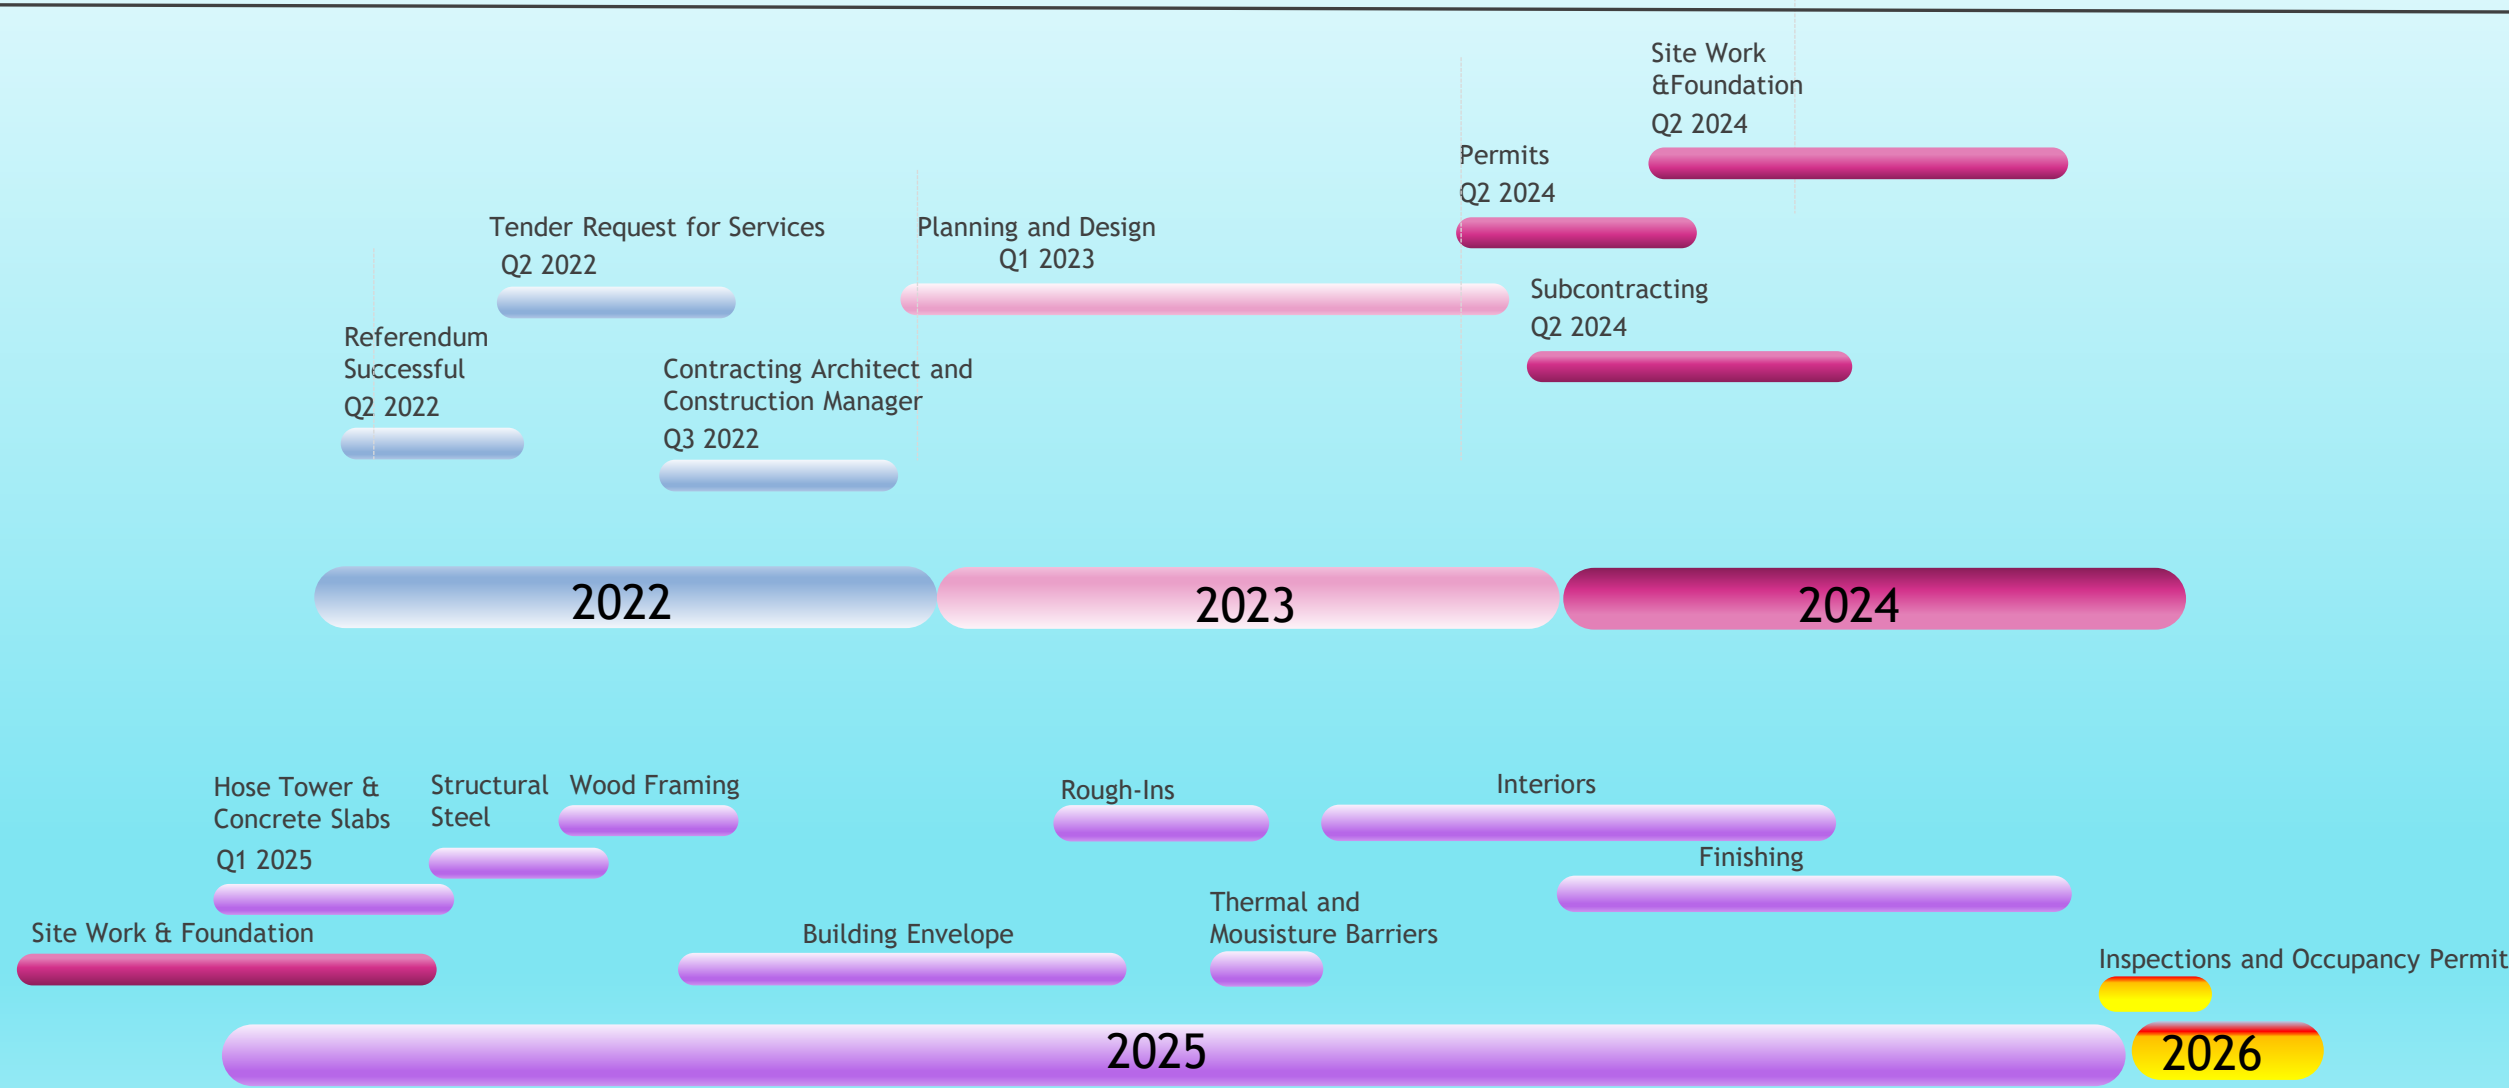 Site Work
&Foundation
Q2 2024
Permits
Q2 2024
Tender Request for Services
Q2 2022
Planning and Design
Q1 2023
Subcontracting
Q2 2024
Referendum
Successful
Q2 2022
Contracting Architect and
Construction Manager
Q3 2022
2022
2023
2024
Hose Tower &
Concrete Slabs
Q1 2025
Structural
Steel
Wood Framing
Rough-Ins
Interiors
Finishing
Site Work & Foundation
Building Envelope
Thermal and
Mousisture Barriers
Inspections and Occupancy Permit
2025
2026